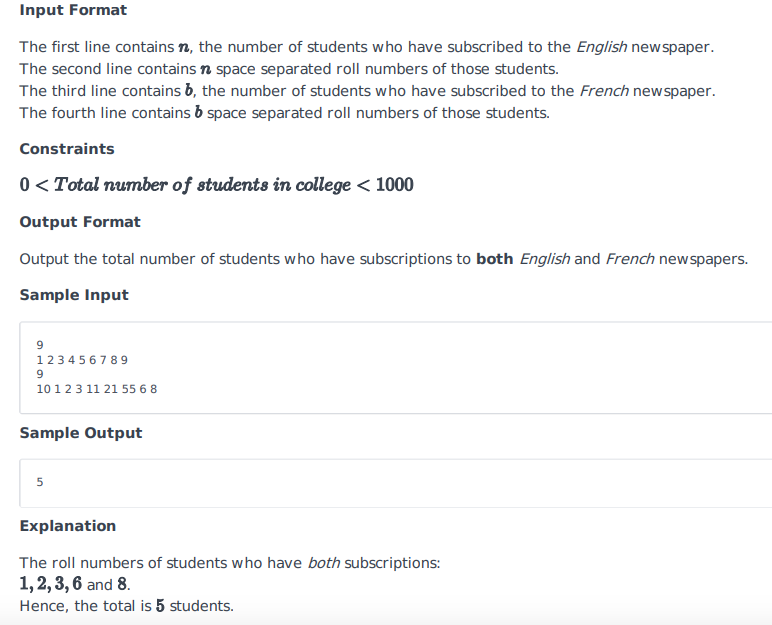 Input Format
The first line contains n, the number of students who have subscribed to the English newspaper.
The second line contains n space separated roll numbers of those students.
The third line contains b, the number of students who have subscribed to the French newspaper.
The fourth line contains b space separated roll numbers of those students.
Constraints
0 < Total number of students in college < 1000
Output Format
Output the total number of students who have subscriptions to both English and French newspapers.
Sample Input
9
1 2 3 4 5 6 7 8 9
9
10 1 2 3 11 21 55 6 8
Sample Output
5
Explanation
The roll numbers of students who have both subscriptions:
1, 2, 3, 6 and 8.
Hence, the total is 5 students.